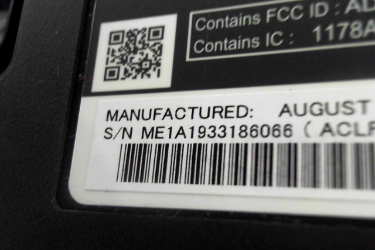 Contains FCC ID : AD
Contains IC : 1178A
MANUFACTURED: AUGUST
S/N ME1A1933186066 ( ACLF